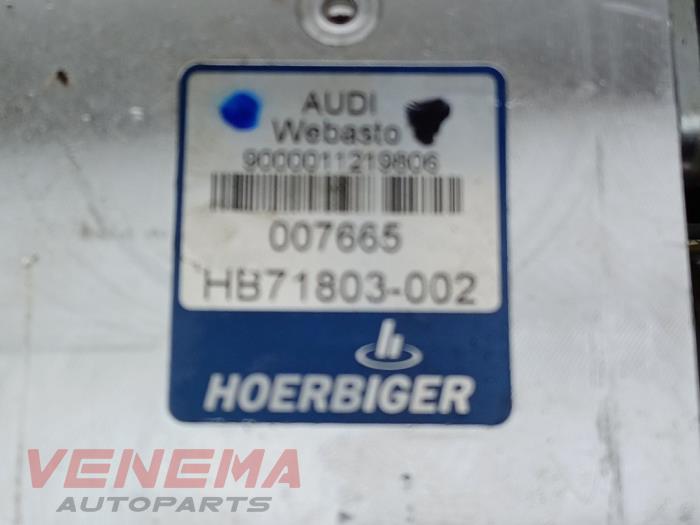 AUDI
Webasto
9000011219806
007665
HB71803-002
HOERBIGER
VENEMA
AUTOPARTS